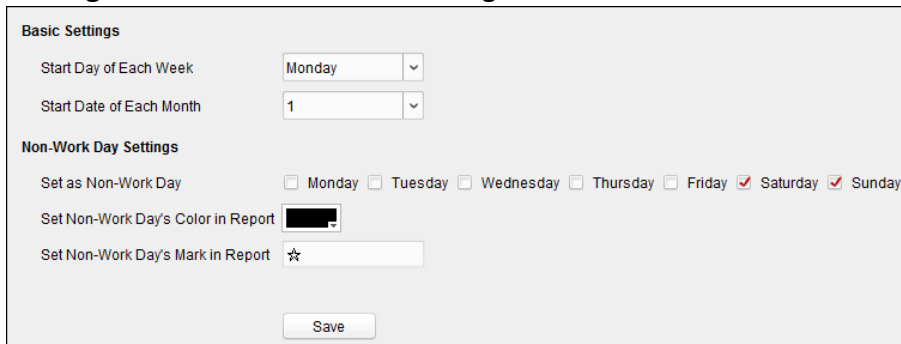 Basic Settings
Start Day of Each Week Monday
Start Date of Each Month 1
Non-Work Day Settings
Set as Non-Work Day Monday Tuesday Wednesday Thursday Friday Saturday Sunday
Set Non-Work Day's Color in Report
Set Non-Work Day's Mark in Report ☆
Save